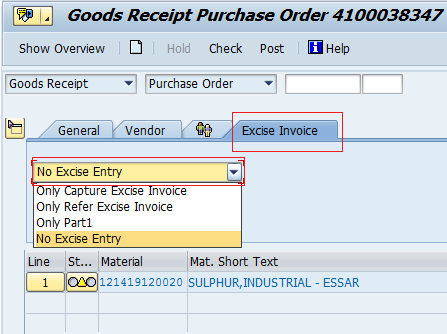 Goods Receipt Purchase Order 4100038347
Show Overview Hold Check Post Help
Goods Receipt Purchase Order
General Vendor Excise Invoice
No Excise Entry
Only Capture Excise Invoice
Only Refer Excise Invoice
Only Part1
No Excise Entry
Line St... Material Mat. Short Text
1 121419120020 SULPHUR,INDUSTRIAL - ESSAR